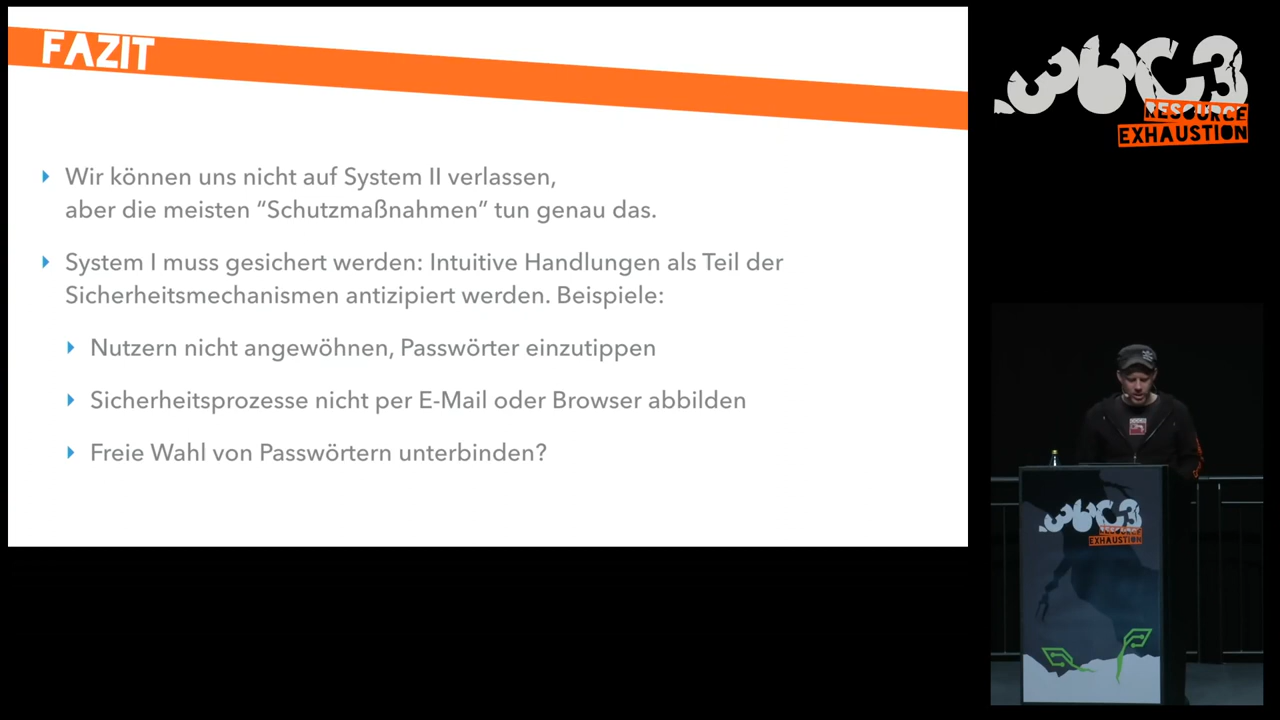 FAZIT
Wir können uns nicht auf System II verlassen,
aber die meisten “Schutzmaßnahmen” tun genau das.
System I muss gesichert werden: Intuitive Handlungen als Teil der
Sicherheitsmechanismen antizipiert werden. Beispiele:
Nutzern nicht angewöhnen, Passwörter einzutippen
Sicherheitsprozesse nicht per E-Mail oder Browser abbilden
Freie Wahl von Passwörtern unterbinden?
36C3
RESOURCE
EXHAUSTION
36C3
RESOURCE
EXHAUSTION